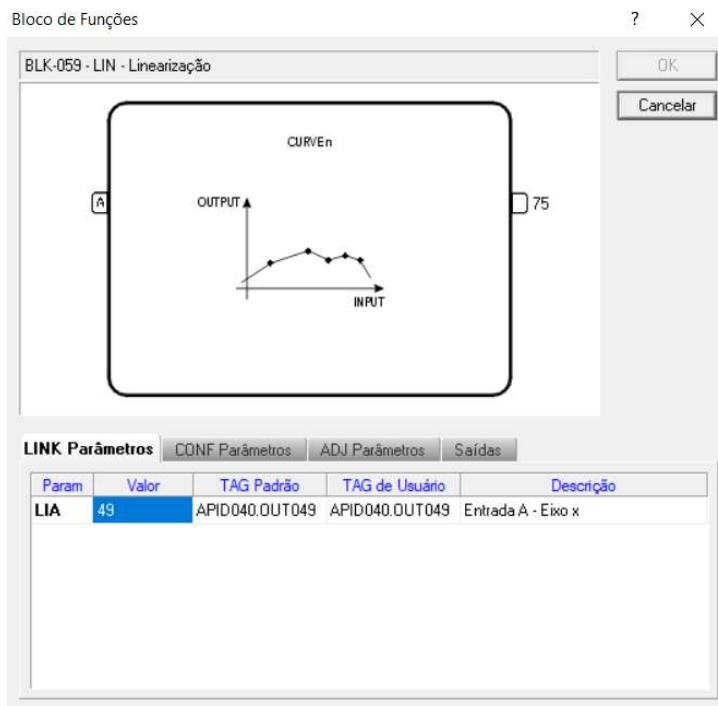 Bloco de Funções ? ×
BLK-059 - LIN - Linearização
OK
Cancelar
CURVEn
A OUTPUT 75
INPUT
LINK Parâmetros CONF Parâmetros ADJ Parâmetros Saídas
Param Valor TAG Padrão TAG de Usuário Descrição
LIA 49 APID040.OUT049 APID040.OUT049 Entrada A - Eixo x